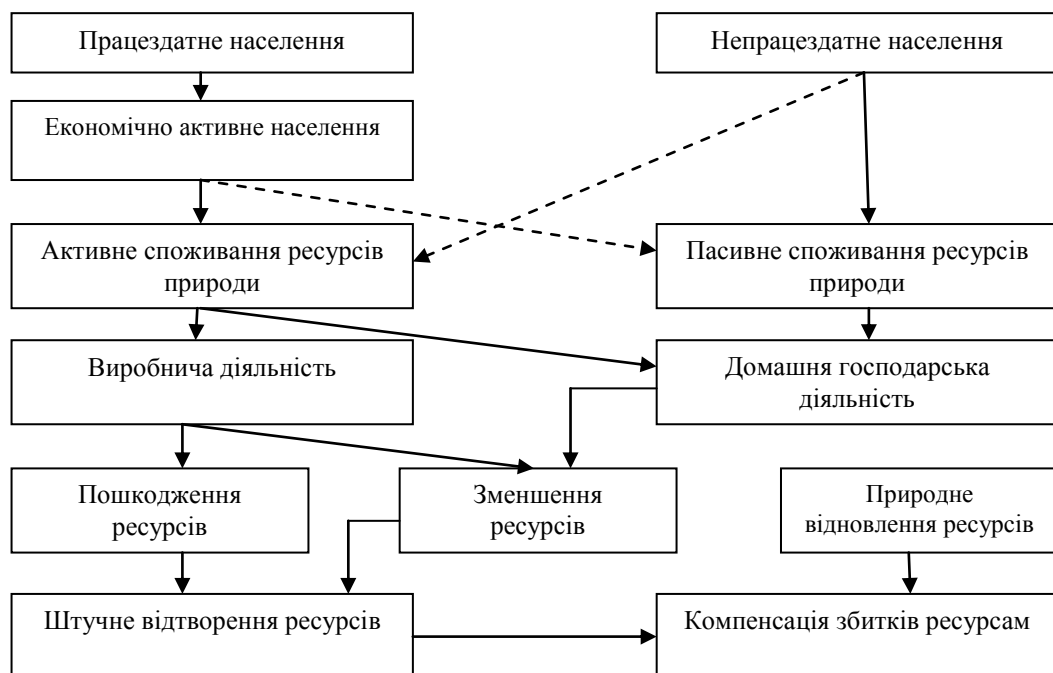 Працездатне населення
Непрацездатне населення
Економічно активне населення
Активне споживання ресурсів
природи
Пасивне споживання ресурсів
природи
Виробнича діяльність
Домашня господарська
діяльність
Пошкодження
ресурсів
Зменшення
ресурсів
Природне
відновлення ресурсів
Штучне відтворення ресурсів
Компенсація збитків ресурсам